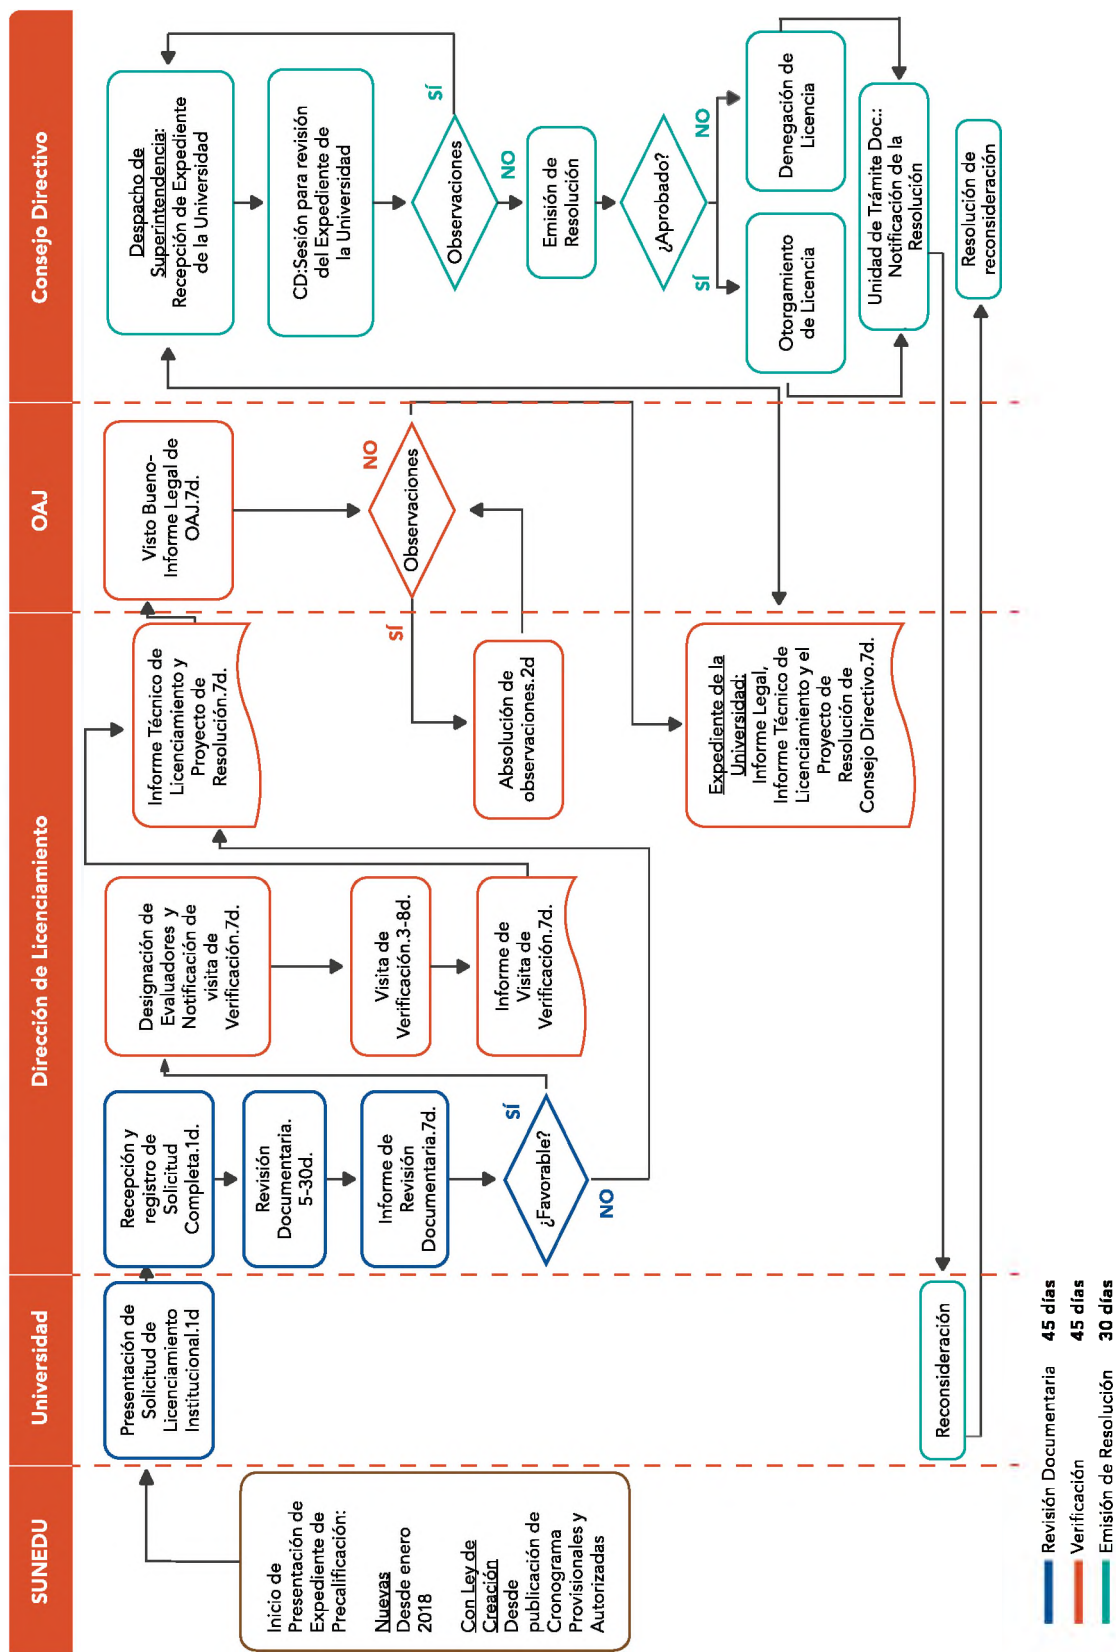 SUNEDU
Universidad
Dirección de Licenciamiento
OAJ
Consejo Directivo
Inicio de
Presentación de
Expediente de
Precalificación:
Nuevas
Desde enero
2018
Con Ley de
Creación
Desde
publicación de
Cronograma
Provisionales y
Autorizadas
Presentación de
Solicitud de
Licenciamiento
Institucional.1d
Recepción y
registro de
Solicitud
Completa.1d.
Revisión
Documentaria.
5-30d.
Informe de
Revisión
Documentaria.7d.
¿Favorable?
SÍ
NO
Designación de
Evaluadores y
Notificación de
visita de
Verificación.7d.
Visita de
Verificación.3-8d.
Informe de
Visita de
Verificación.7d.
Informe Técnico de
Licenciamiento y
Proyecto de
Resolución.7d.
Visto Bueno-
Informe Legal de
OAJ.7d.
Observaciones
SÍ
NO
Absolución de
observaciones.2d
Expediente de la
Universidad:
Informe Legal,
Informe Técnico de
Licenciamiento y el
Proyecto de
Resolución de
Consejo Directivo.7d.
Despacho de
Superintendencia:
Recepción de Expediente
de la Universidad
CD:Sesión para revisión
del Expediente de
la Universidad
Observaciones
SÍ
NO
Emisión de
Resolución
¿Aprobado?
SÍ
NO
Otorgamiento
de Licencia
Denegación de
Licencia
Unidad de Trámite Doc.:
Notificación de la
Resolución
Reconsideración
Resolución de
reconsideración
Revisión Documentaria 45 días
Verificación 45 días
Emisión de Resolución 30 días